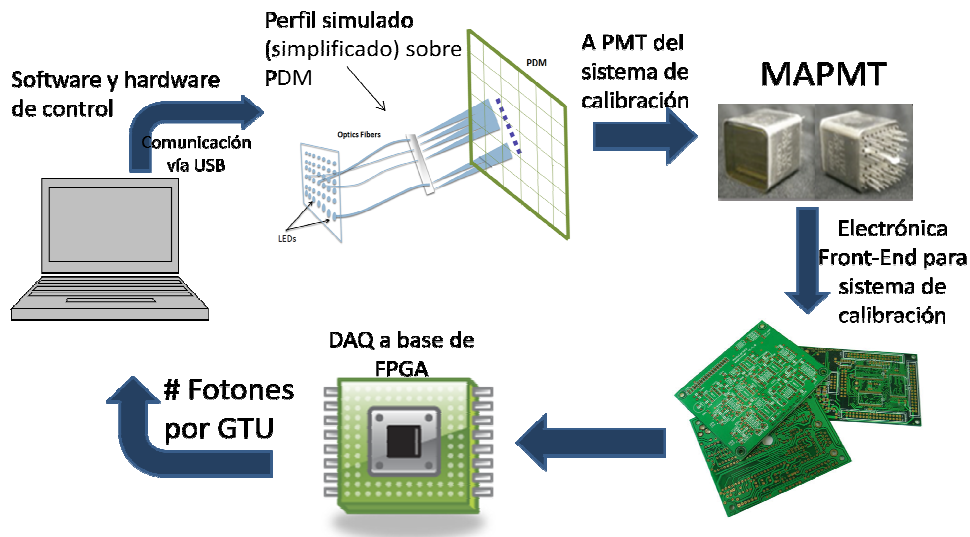 Software y hardware
de control
Comunicación
vía USB
Perfil simulado
(simplificado) sobre
PDM
Optics Fibers
LEDs
PDM
A PMT del
sistema de
calibración
MAPMT
Electrónica
Front-End para
sistema de
calibración
DAQ a base de
FPGA
# Fotones
por GTU